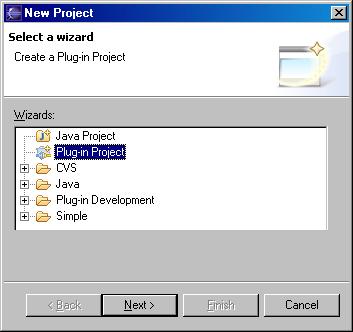 New Project
Select a wizard
Create a Plug-in Project
Wizards:
Java Project
Plug-in Project
CVS
Java
Plug-in Development
Simple
< Back Next > Finish Cancel